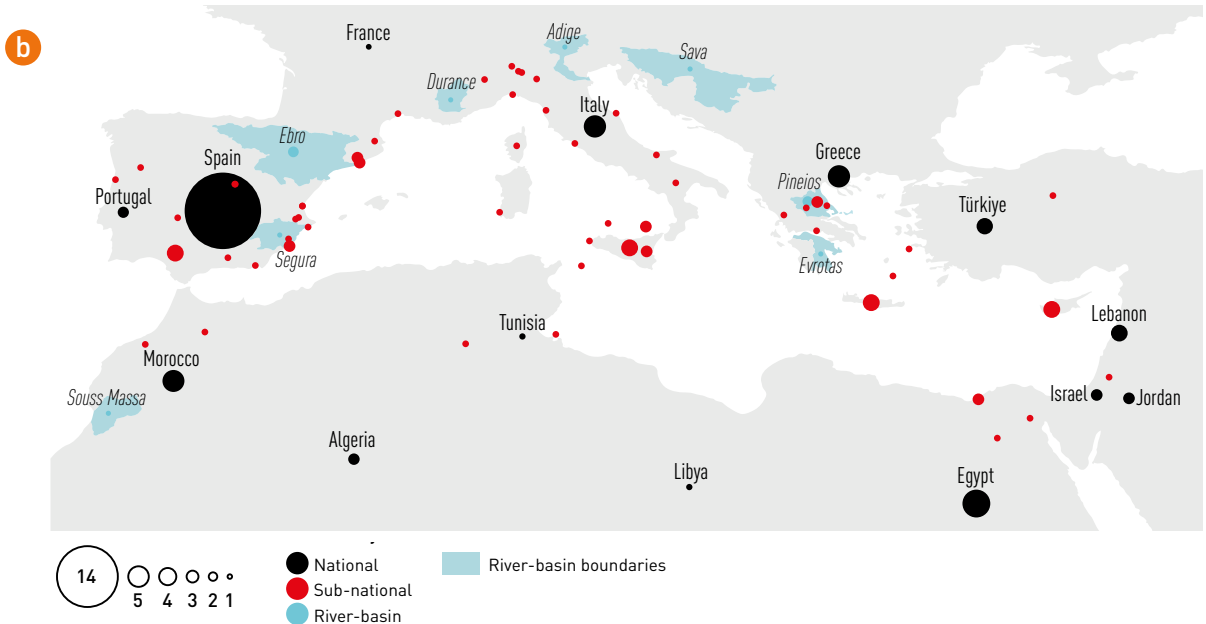 b
France
Adige
Sava
Durance
Italy
Ebro
Spain
Greece
Pineios
Portugal
Türkiye
Segura
Evrotas
Tunisia
Lebanon
Morocco
Souss Massa
Israel
Jordan
Algeria
Libya
Egypt
14
5 4 3 2 1
National
Sub-national
River-basin
River-basin boundaries